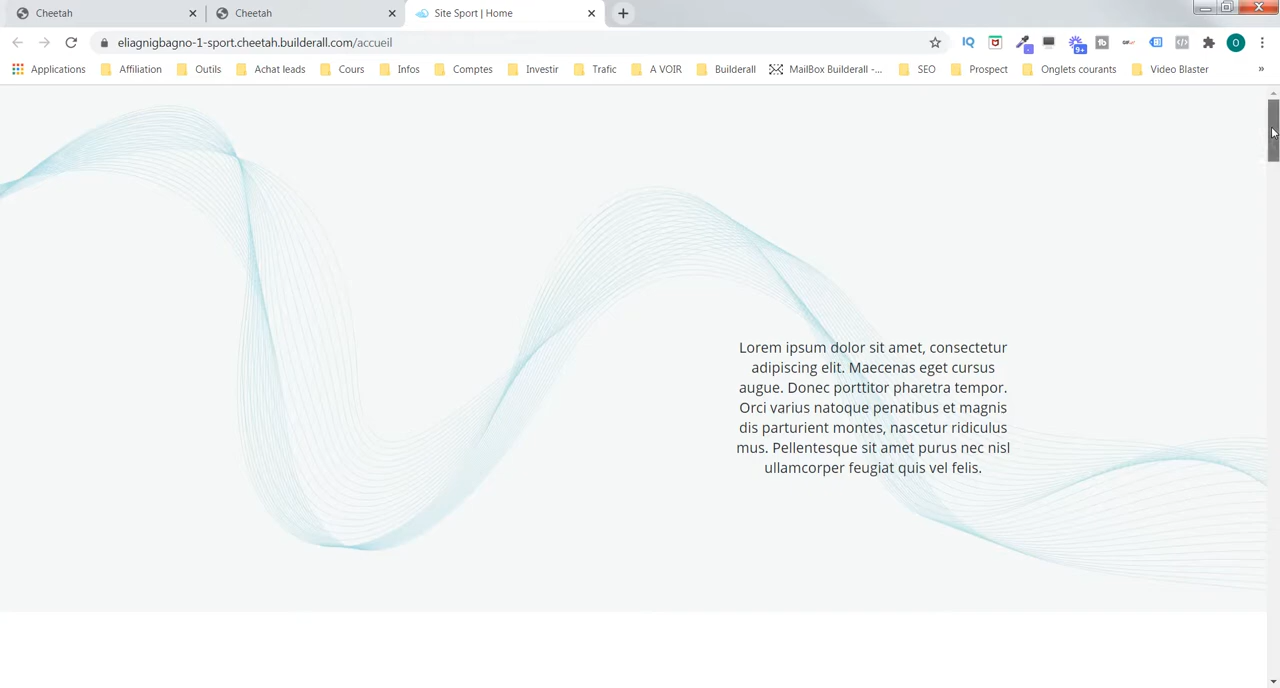 Cheetah
Cheetah
Site Sport | Home
eliagnigbagno-1-sport.cheetah.builderall.com/accueil
IQ
9+
O
Applications
Affiliation
Outils
Achat leads
Cours
Infos
Comptes
Investir
Trafic
A VOIR
Builderall
MailBox Builderall -...
SEO
Prospect
Onglets courants
Video Blaster
»
Lorem ipsum dolor sit amet, consectetur
adipiscing elit. Maecenas eget cursus
augue. Donec porttitor pharetra tempor.
Orci varius natoque penatibus et magnis
dis parturient montes, nascetur ridiculus
mus. Pellentesque sit amet purus nec nisl
ullamcorper feugiat quis vel felis.